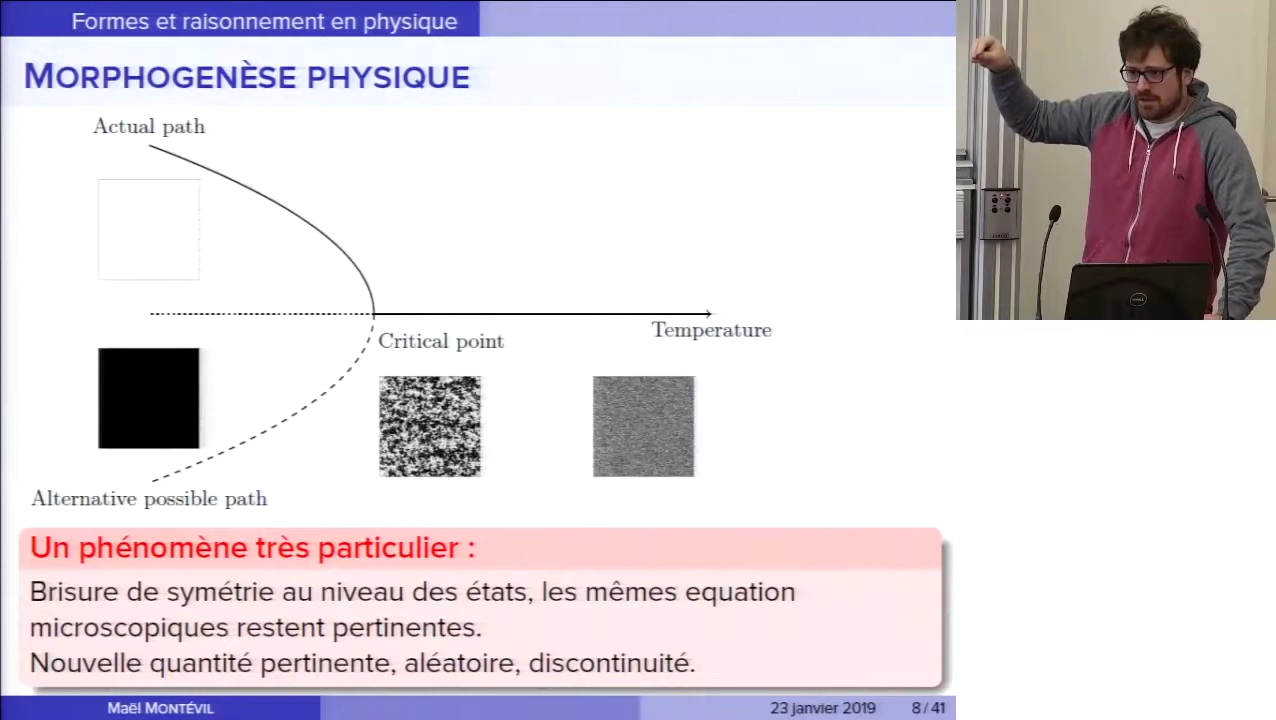 Formes et raisonnement en physique
MORPHOGENÈSE PHYSIQUE
Actual path
Temperature
Critical point
Alternative possible path
Un phénomène très particulier :
Brisure de symétrie au niveau des états, les mêmes equation
microscopiques restent pertinentes.
Nouvelle quantité pertinente, aléatoire, discontinuité.
Maël MONTÉVIL
23 janvier 2019
8 / 41
DELL